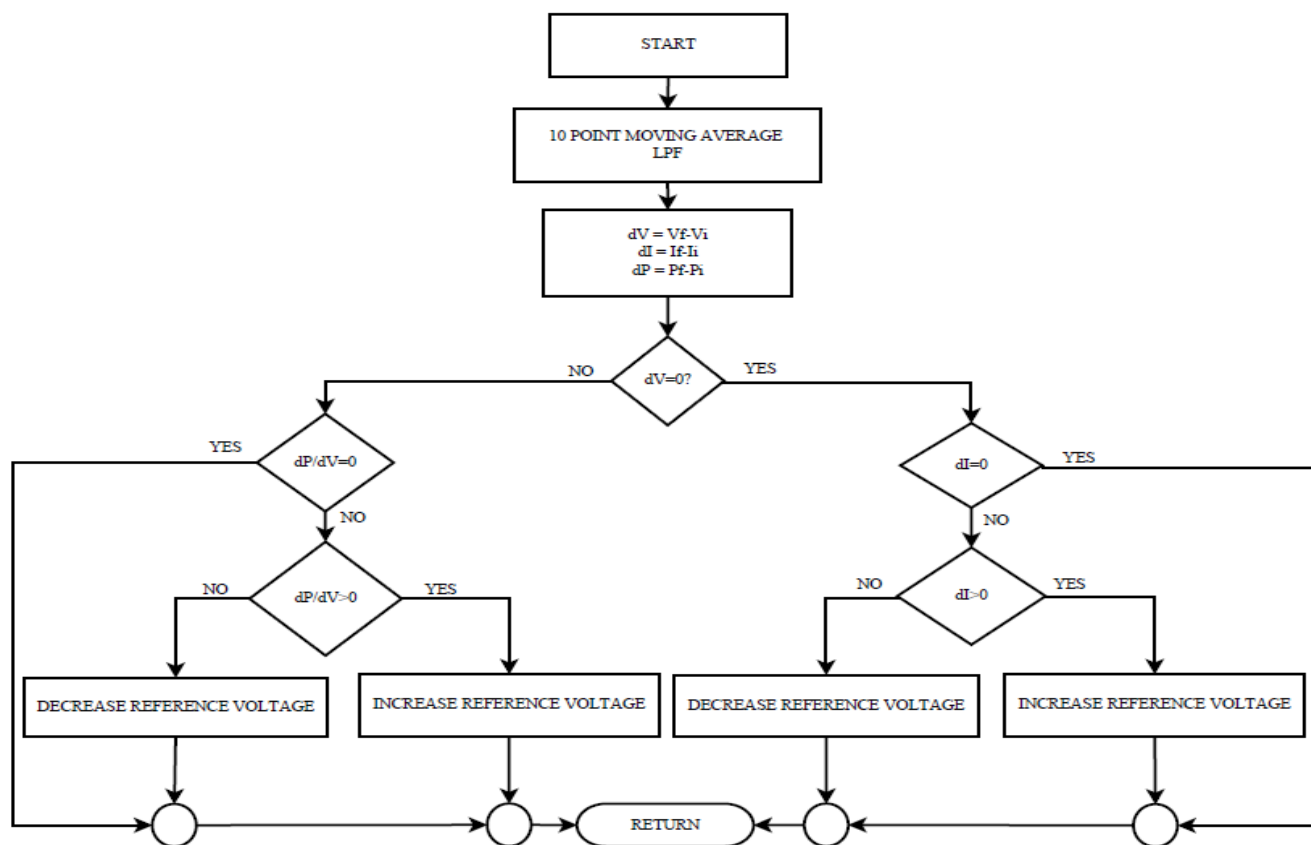 START
10 POINT MOVING AVERAGE
LPF
dV = Vf-Vi
dI = If-Ii
dP = Pf-Pi
NO
dV=0?
YES
YES
dP/dV=0
NO
dI=0
YES
NO
NO
dP/dV>0
YES
NO
dI>0
YES
DECREASE REFERENCE VOLTAGE
INCREASE REFERENCE VOLTAGE
DECREASE REFERENCE VOLTAGE
INCREASE REFERENCE VOLTAGE
RETURN